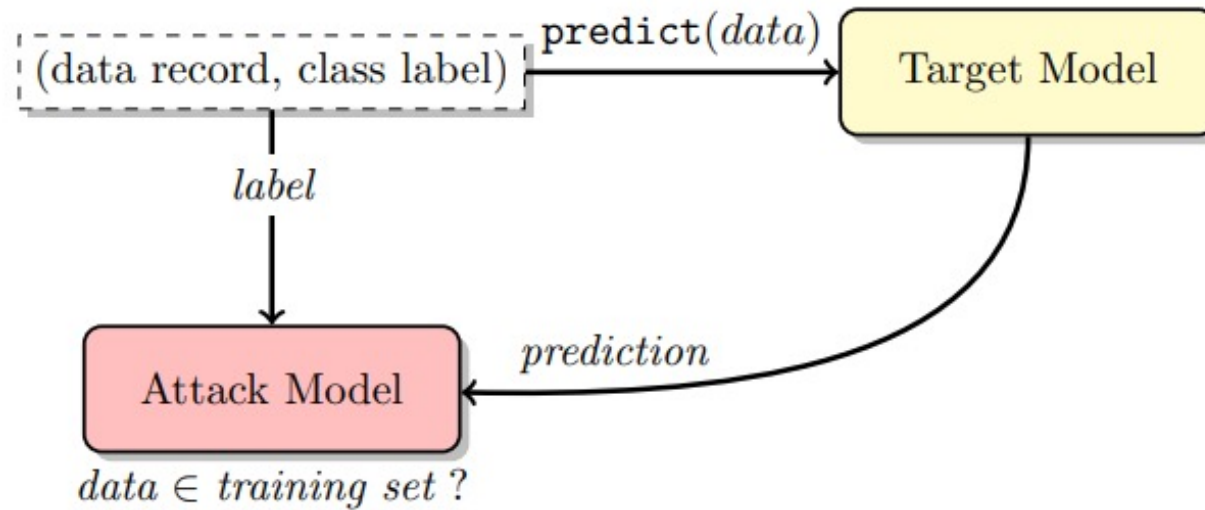 predict(data)
(data record, class label)
Target Model
label
prediction
Attack Model
data ∈ training set ?